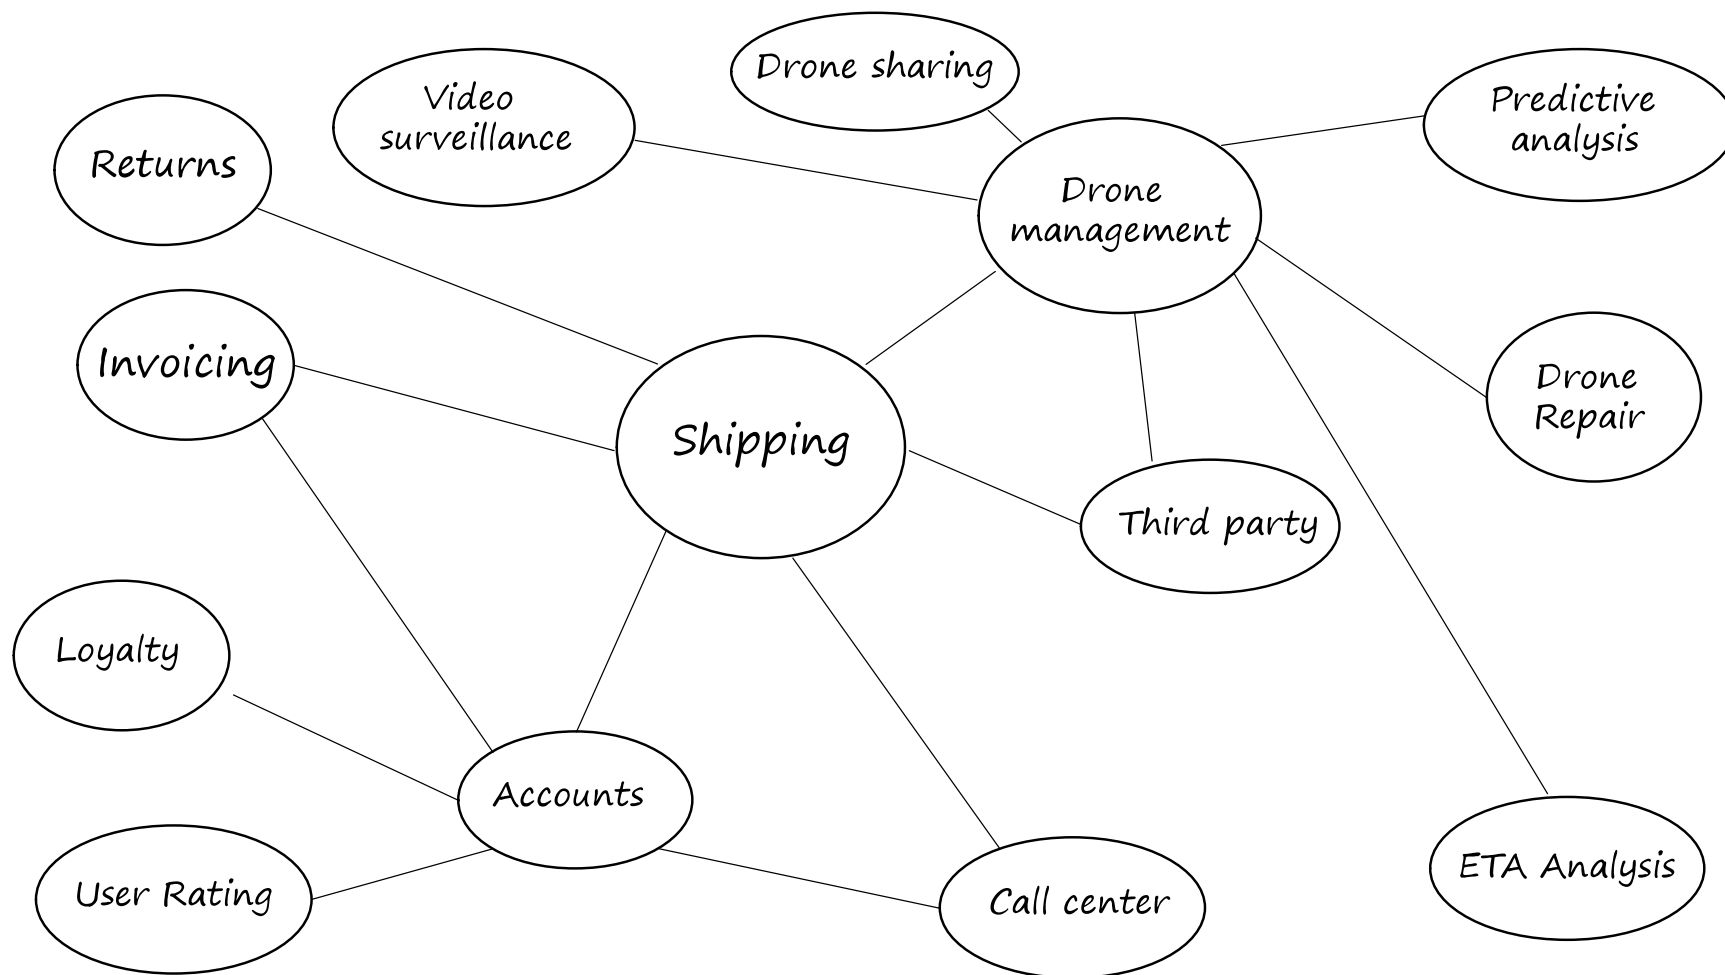 Drone sharing
Video
surveillance
Predictive
analysis
Returns
Drone
management
Invoicing
Shipping
Drone
Repair
Third party
Loyalty
Accounts
User Rating
Call center
ETA Analysis